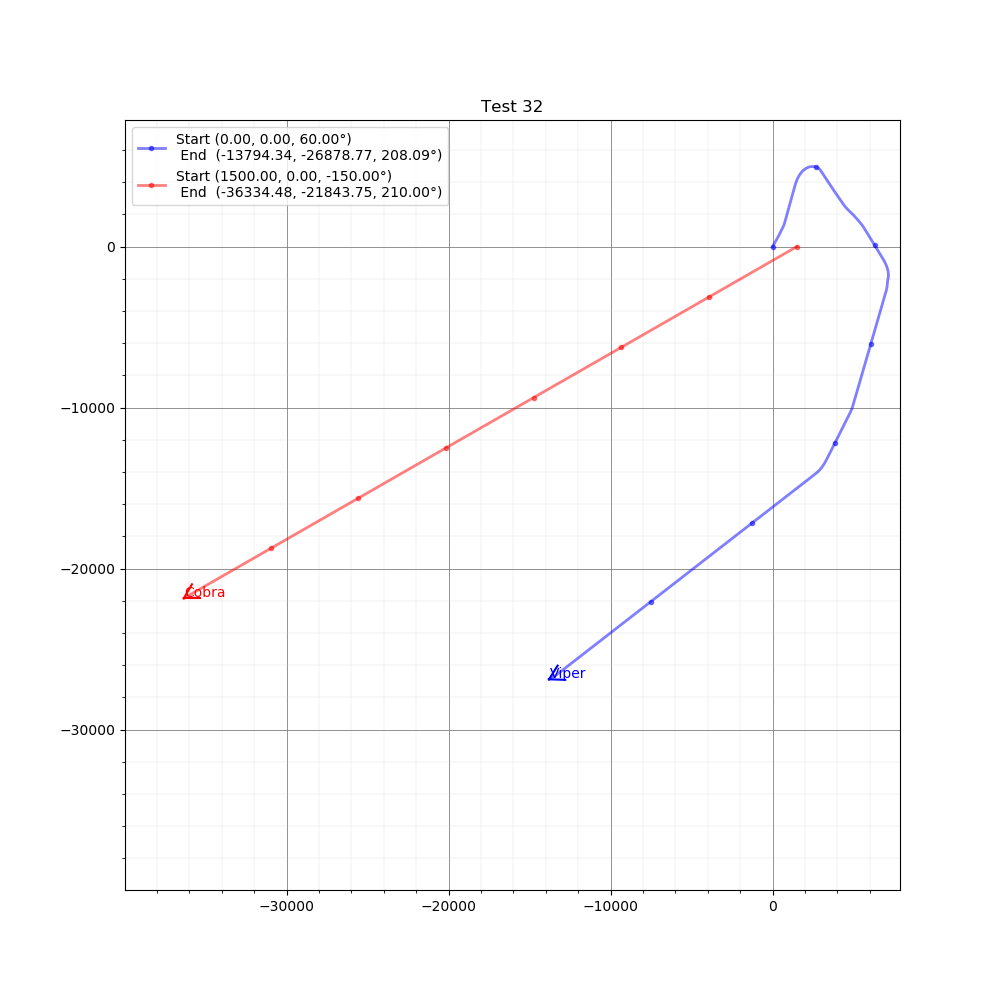 Test 32
Start (0.00, 0.00, 60.00°)
End  (-13794.34, -26878.77, 208.09°)
Start (1500.00, 0.00, -150.00°)
End  (-36334.48, -21843.75, 210.00°)
0
−10000
−20000
−30000
Cobra
Viper
−30000
−20000
−10000
0